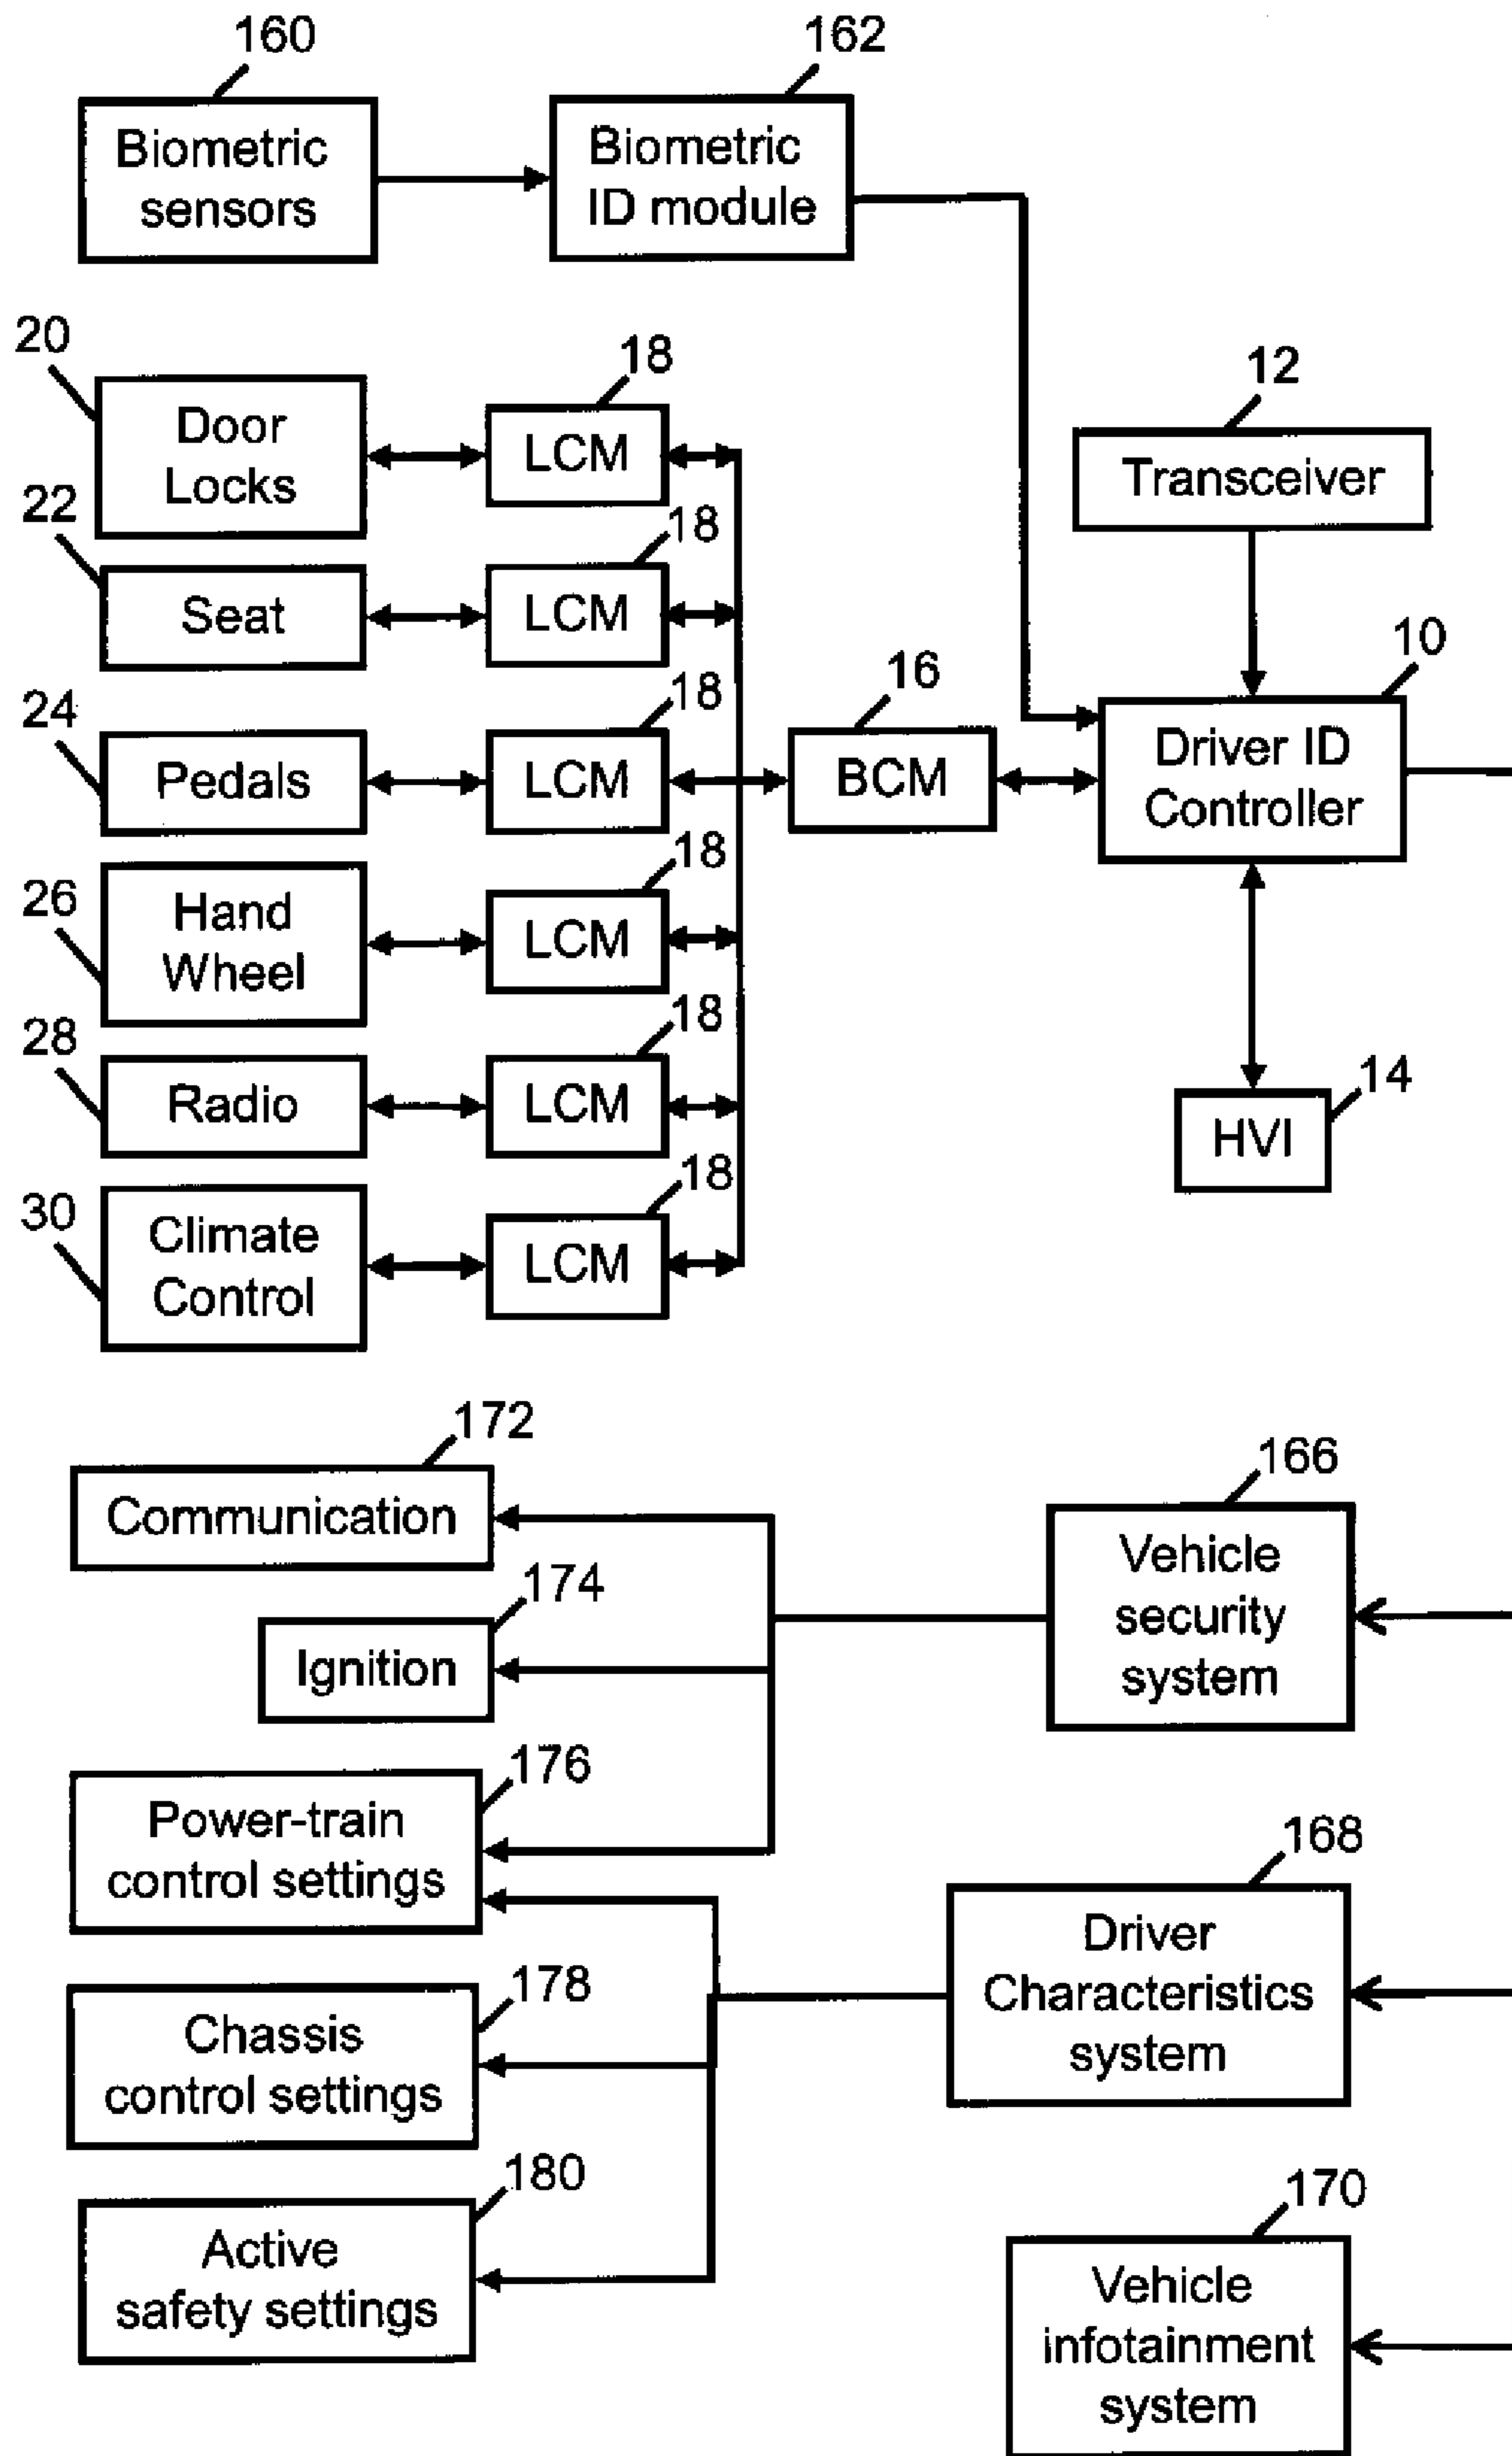 160
162
Biometric
sensors
Biometric
ID module
20
18
12
Door
Locks
LCM
Transceiver
22
18
Seat
LCM
10
24
18
16
Pedals
LCM
BCM
Driver ID
Controller
26
18
Hand
Wheel
LCM
28
18
14
Radio
LCM
HVI
30
18
Climate
Control
LCM
172
166
Communication
Vehicle
security
system
174
Ignition
176
168
Power-train
control settings
Driver
Characteristics
system
178
Chassis
control settings
180
170
Active
safety settings
Vehicle
infotainment
system